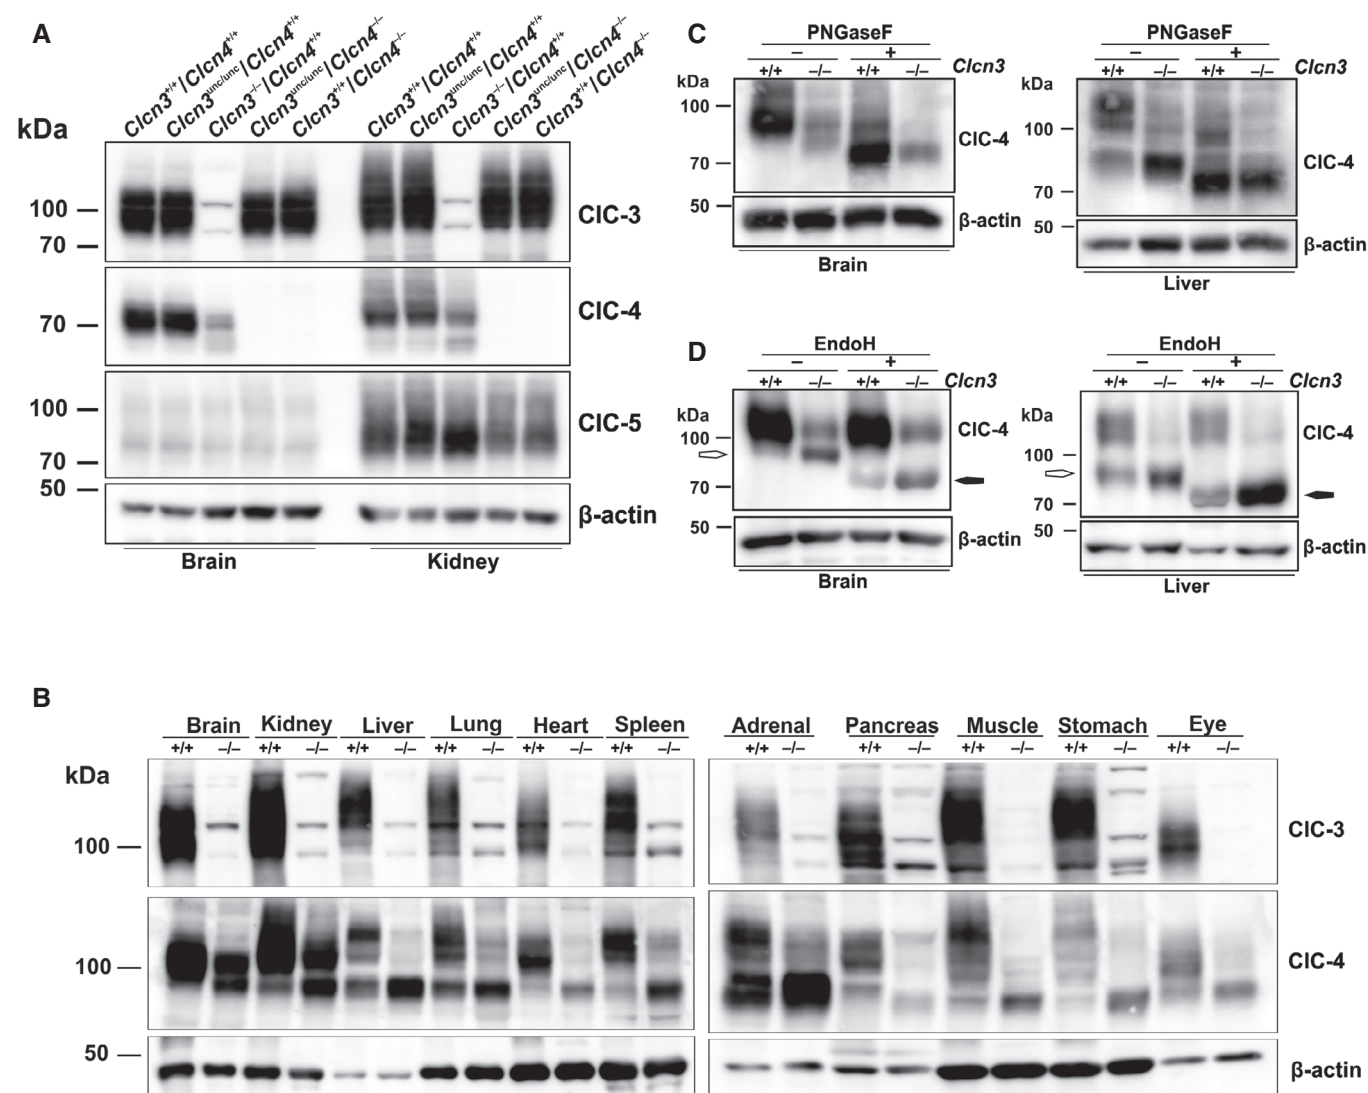 A
Clcn3+/+/Clcn4+/+
Clcn3unc/unc/Clcn4+/+
Clcn3–/–/Clcn4+/+
Clcn3unc/unc/Clcn4–/–
Clcn3+/+/Clcn4–/–
Clcn3+/+/Clcn4+/+
Clcn3unc/unc/Clcn4+/+
Clcn3–/–/Clcn4+/+
Clcn3unc/unc/Clcn4–/–
Clcn3+/+/Clcn4–/–
kDa
100
70
ClC-3
70
ClC-4
100
70
ClC-5
50
β-actin
Brain Kidney
C
PNGaseF
– +
+/+ –/– +/+ –/– Clcn3
kDa
100
70
ClC-4
50
β-actin
Brain
PNGaseF
– +
+/+ –/– +/+ –/– Clcn3
kDa
100
70
ClC-4
50
β-actin
Liver
D
EndoH
– +
+/+ –/– +/+ –/– Clcn3
kDa
100
70
ClC-4
50
β-actin
Brain
EndoH
– +
+/+ –/– +/+ –/– Clcn3
kDa
100
70
ClC-4
50
β-actin
Liver
B
Brain Kidney Liver Lung Heart Spleen Adrenal Pancreas Muscle Stomach Eye
+/+ –/– +/+ –/– +/+ –/– +/+ –/– +/+ –/– +/+ –/– +/+ –/– +/+ –/– +/+ –/– +/+ –/– +/+ –/–
kDa
100
ClC-3
100
ClC-4
50
β-actin